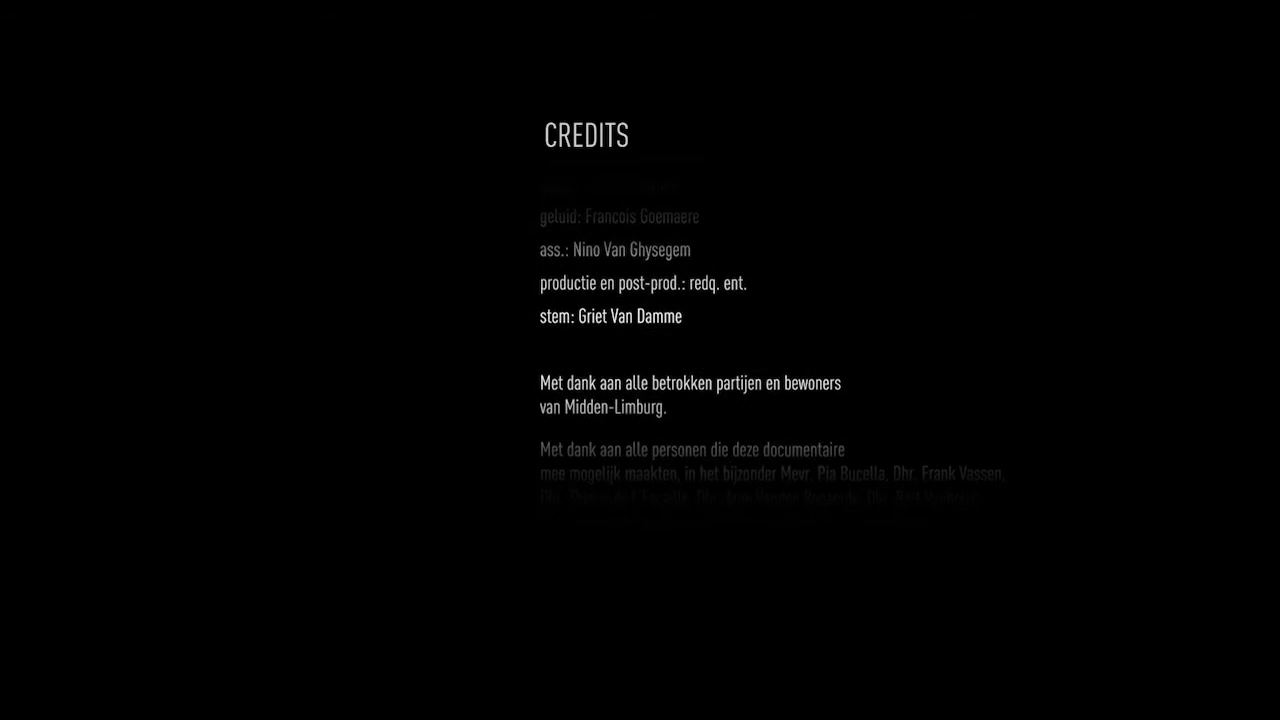 CREDITS
geluid: Francois Goemaere
ass.: Nino Van Ghysegem
productie en post-prod.: redq. ent.
stem: Griet Van Damme
Met dank aan alle betrokken partijen en bewoners
van Midden-Limburg.
Met dank aan alle personen die deze documentaire
mee mogelijk maakten, in het bijzonder Mevr. Pia Bucella, Dhr. Frank Vassen,